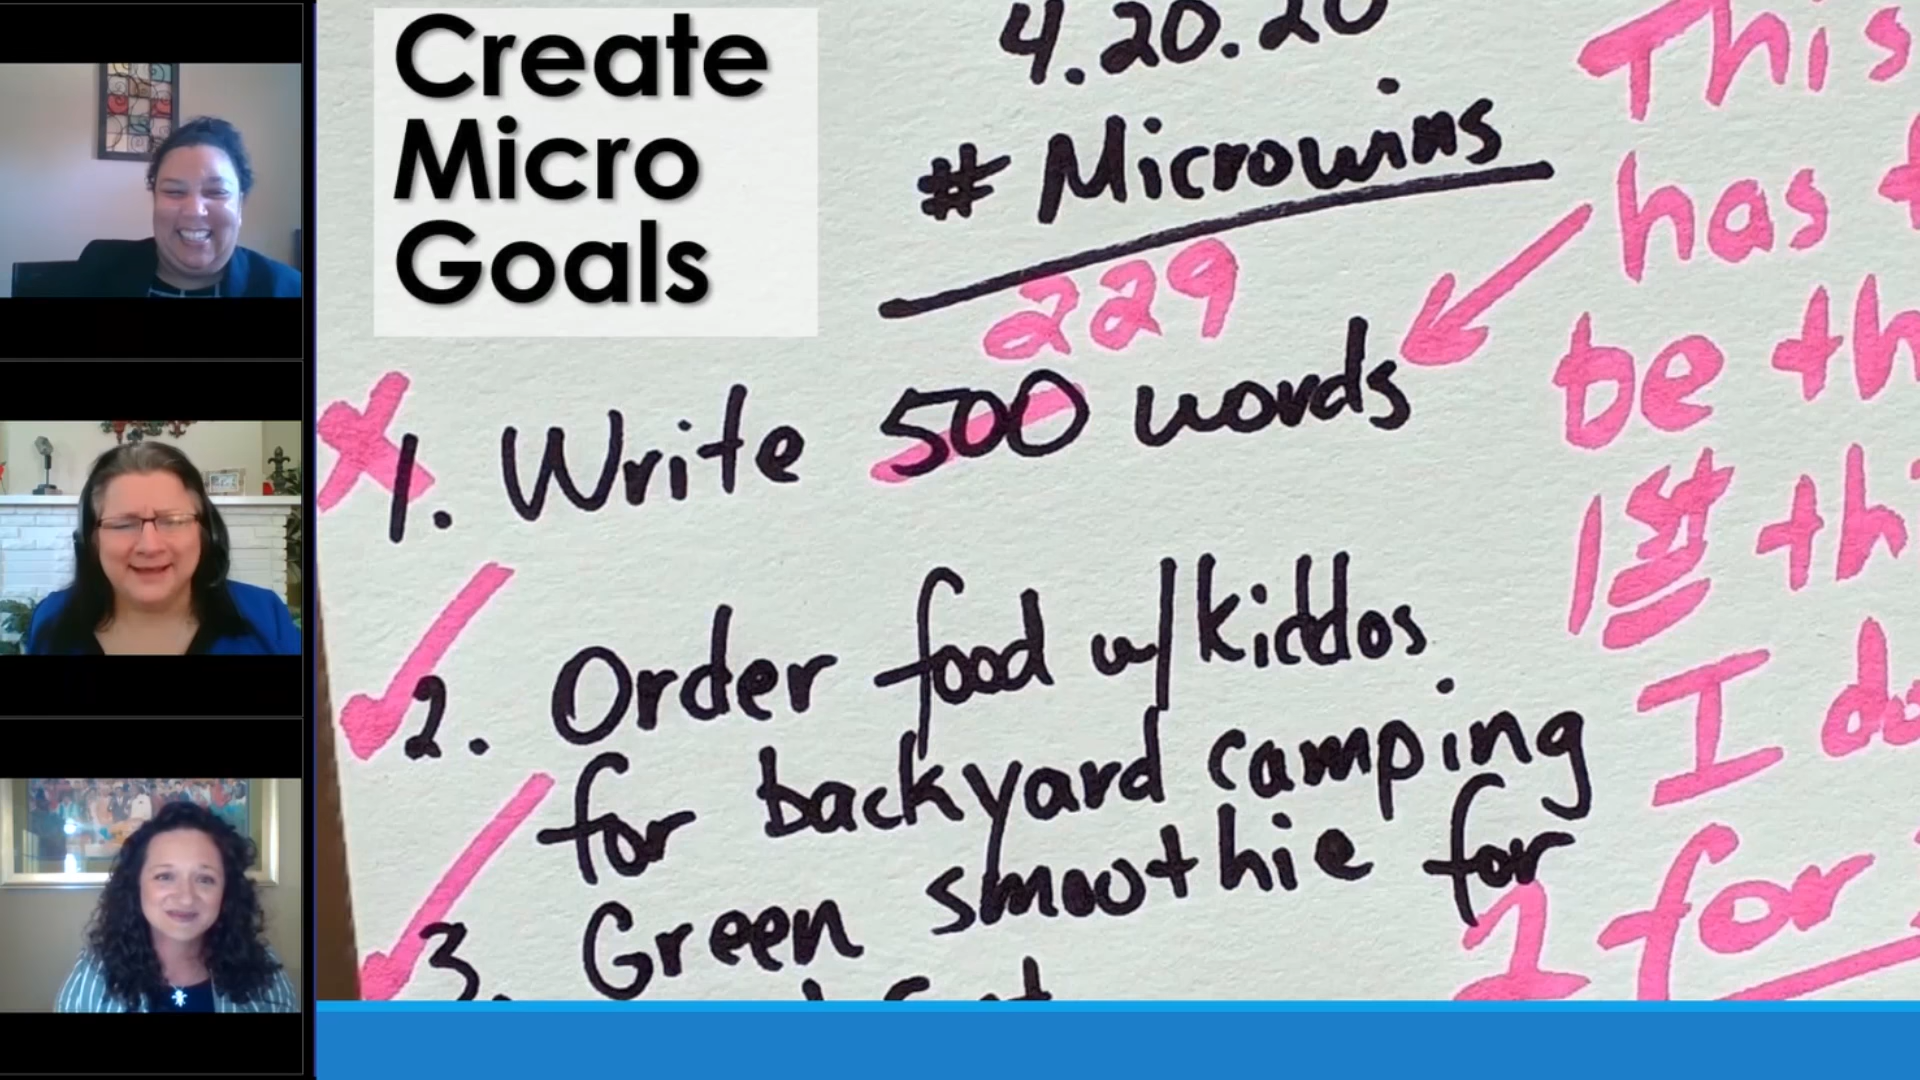 Create
Micro
Goals
4.20.20
# Microwins
229
1. Write 500 words
2. Order food w/ kiddos
for backyard camping
3. Green smoothie for
This
has
be th
1st th
I do
for